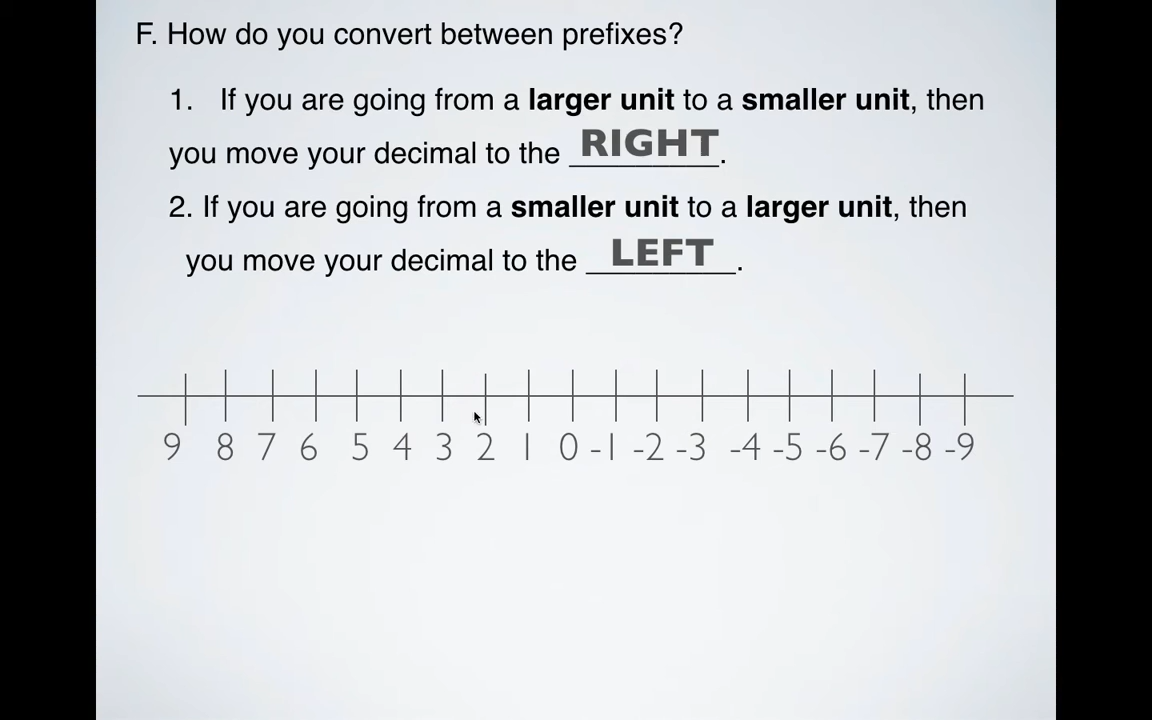 F. How do you convert between prefixes?
1. If you are going from a larger unit to a smaller unit, then
you move your decimal to the RIGHT.
2. If you are going from a smaller unit to a larger unit, then
you move your decimal to the LEFT.
9 8 7 6 5 4 3 2 1 0 -1 -2 -3 -4 -5 -6 -7 -8 -9